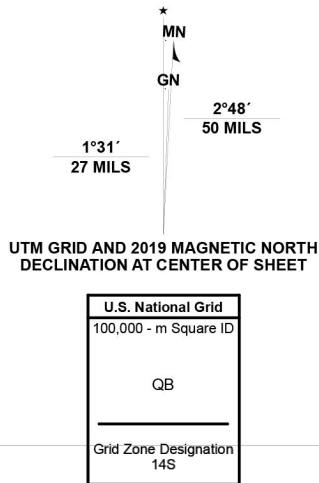 ★
MN
GN
2°48´
50 MILS
1°31´
27 MILS
UTM GRID AND 2019 MAGNETIC NORTH
DECLINATION AT CENTER OF SHEET
U.S. National Grid
100,000 - m Square ID
QB
Grid Zone Designation
14S